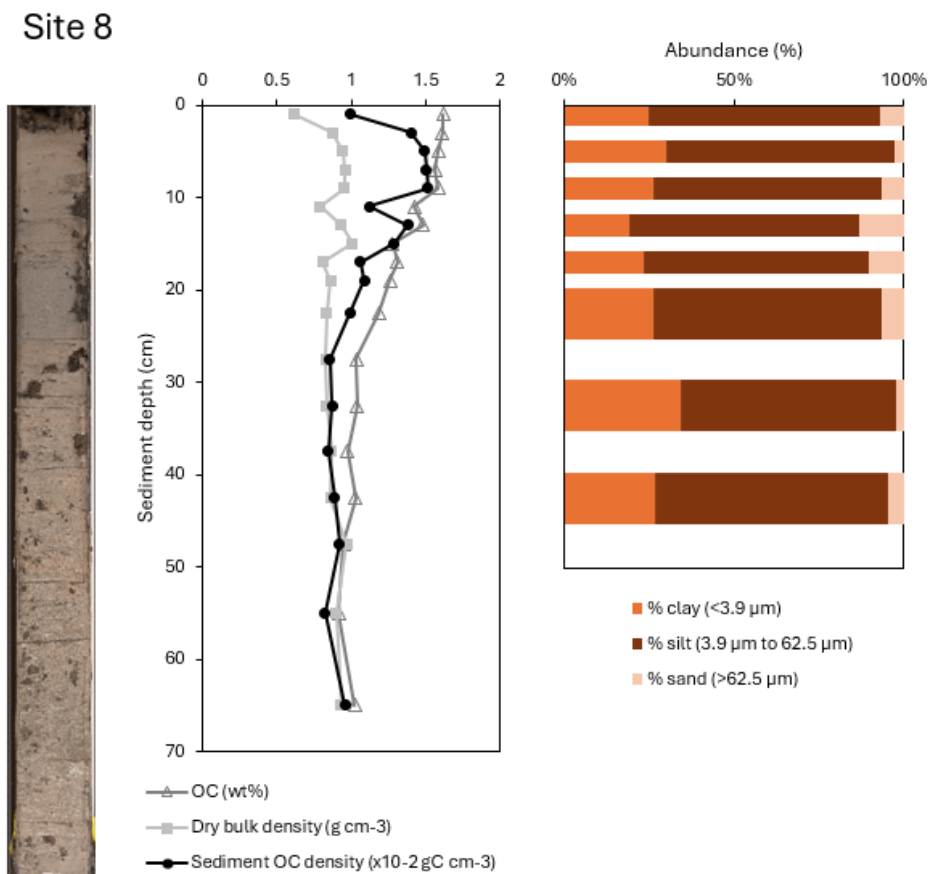 Site 8
Abundance (%)
0 0.5 1 1.5 2
0% 50% 100%
0
10
20
30
40
50
60
70
Sediment depth (cm)
% clay (<3.9 µm)
% silt (3.9 µm to 62.5 µm)
% sand (>62.5 µm)
OC (wt%)
Dry bulk density (g cm-3)
Sediment OC density (x10-2 gC cm-3)